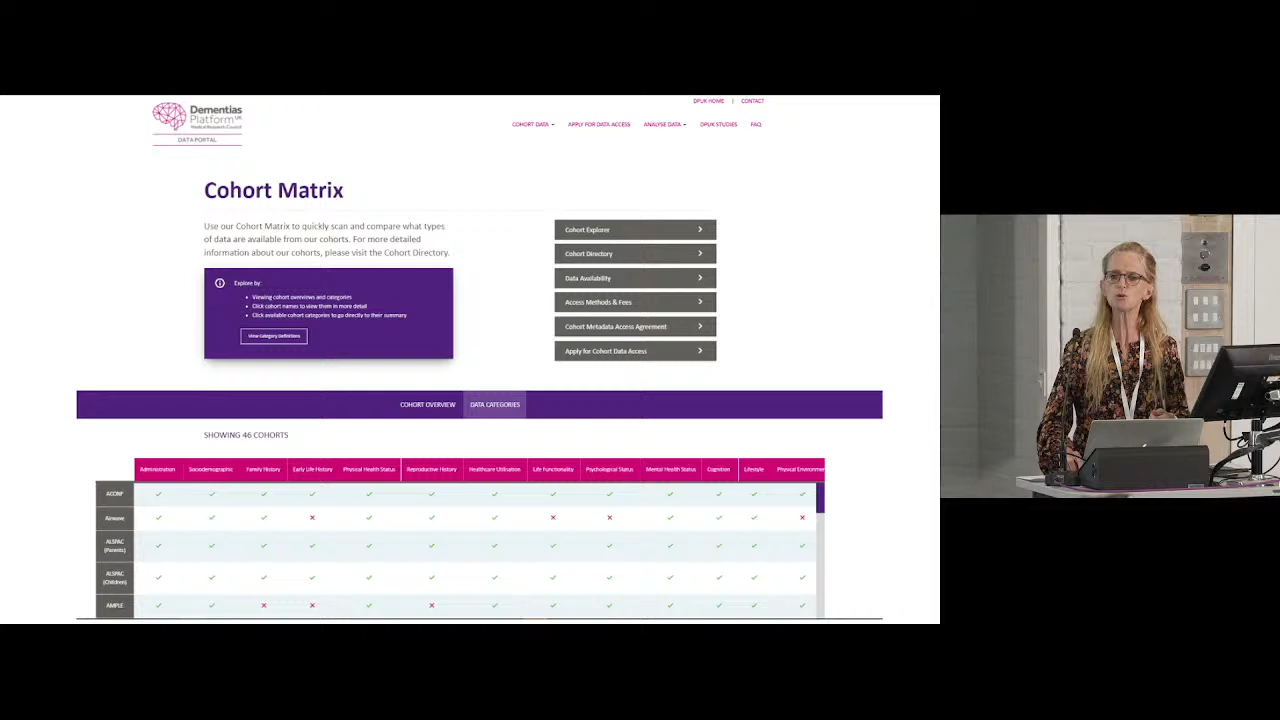 DPUK HOME | CONTACT
Dementias
Platform UK
Medical Research Council
DATA PORTAL
COHORT DATA APPLY FOR DATA ACCESS ANALYSE DATA DPUK STUDIES FAQ
Cohort Matrix
Use our Cohort Matrix to quickly scan and compare what types
of data are available from our cohorts. For more detailed
information about our cohorts, please visit the Cohort Directory.
Explore by:
Viewing cohort overviews and categories
Click cohort names to view them in more detail
Click available cohort categories to go directly to their summary
View Category Definitions
Cohort Explorer
Cohort Directory
Data Availability
Access Methods & Fees
Cohort Metadata Access Agreement
Apply for Cohort Data Access
COHORT OVERVIEW DATA CATEGORIES
SHOWING 46 COHORTS
Administration Sociodemographic Family History Early Life History Physical Health Status Reproductive History Healthcare Utilisation Life Functionality Psychological Status Mental Health Status Cognition Lifestyle Physical Environmen
ACONF
Airwave
ALSPAC
(Parents)
ALSPAC
(Children)
AMPLE